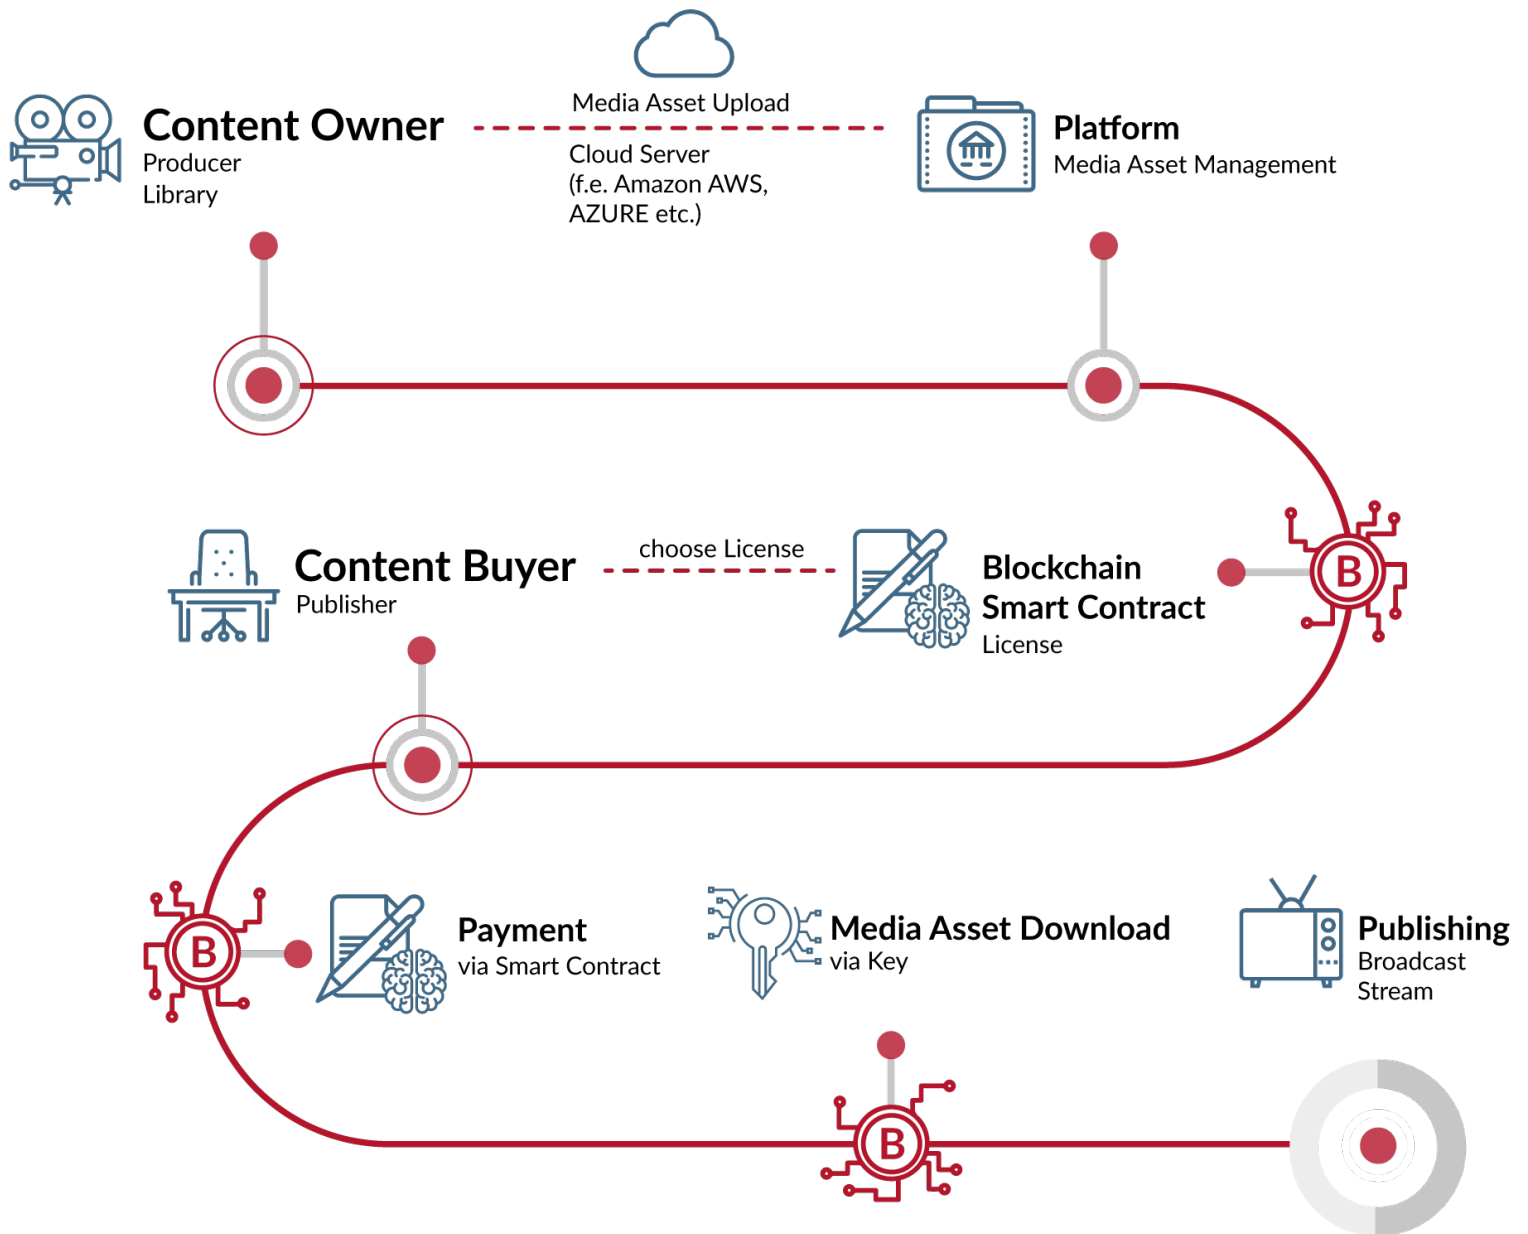 Content Owner
Producer
Library
Media Asset Upload
Cloud Server
(f.e. Amazon AWS,
AZURE etc.)
Platform
Media Asset Management
Content Buyer
Publisher
choose License
Blockchain
Smart Contract
License
B
B
Payment
via Smart Contract
Media Asset Download
via Key
Publishing
Broadcast
Stream
B